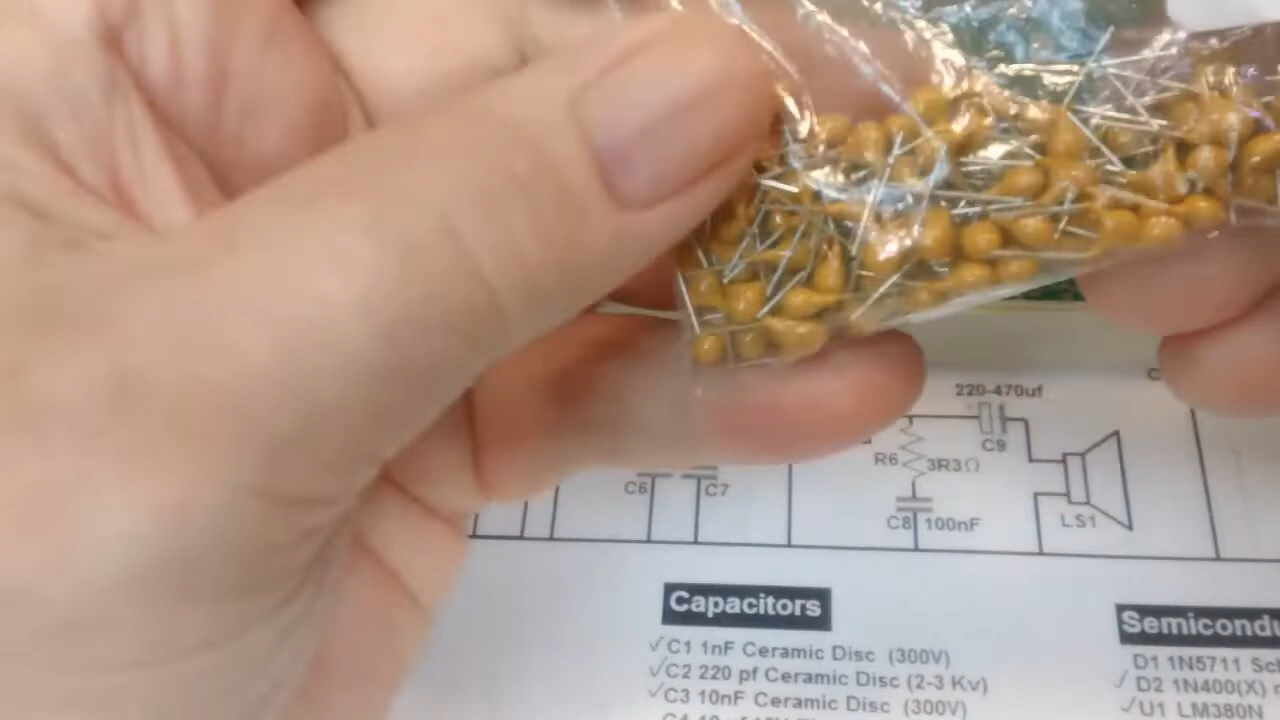 220-470uf
C9
R6 3R3Ω
C6 C7
C8 100nF
LS1
Capacitors
✓C1 1nF Ceramic Disc (300V)
✓C2 220 pf Ceramic Disc (2-3 Kv)
✓C3 10nF Ceramic Disc (300V)
Semicondu
D1 1N5711 Sch
✓D2 1N400(X) r
✓U1 LM380N